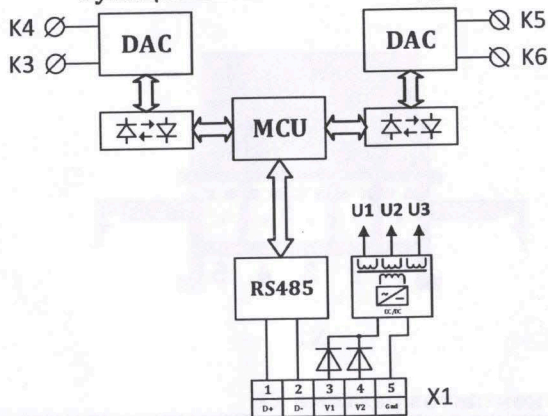 K4
K3
DAC
DAC
K5
K6
MCU
U1 U2 U3
RS485
DC/DC
1 2 3 4 5
D+ D- V1 V2 Gnd
X1